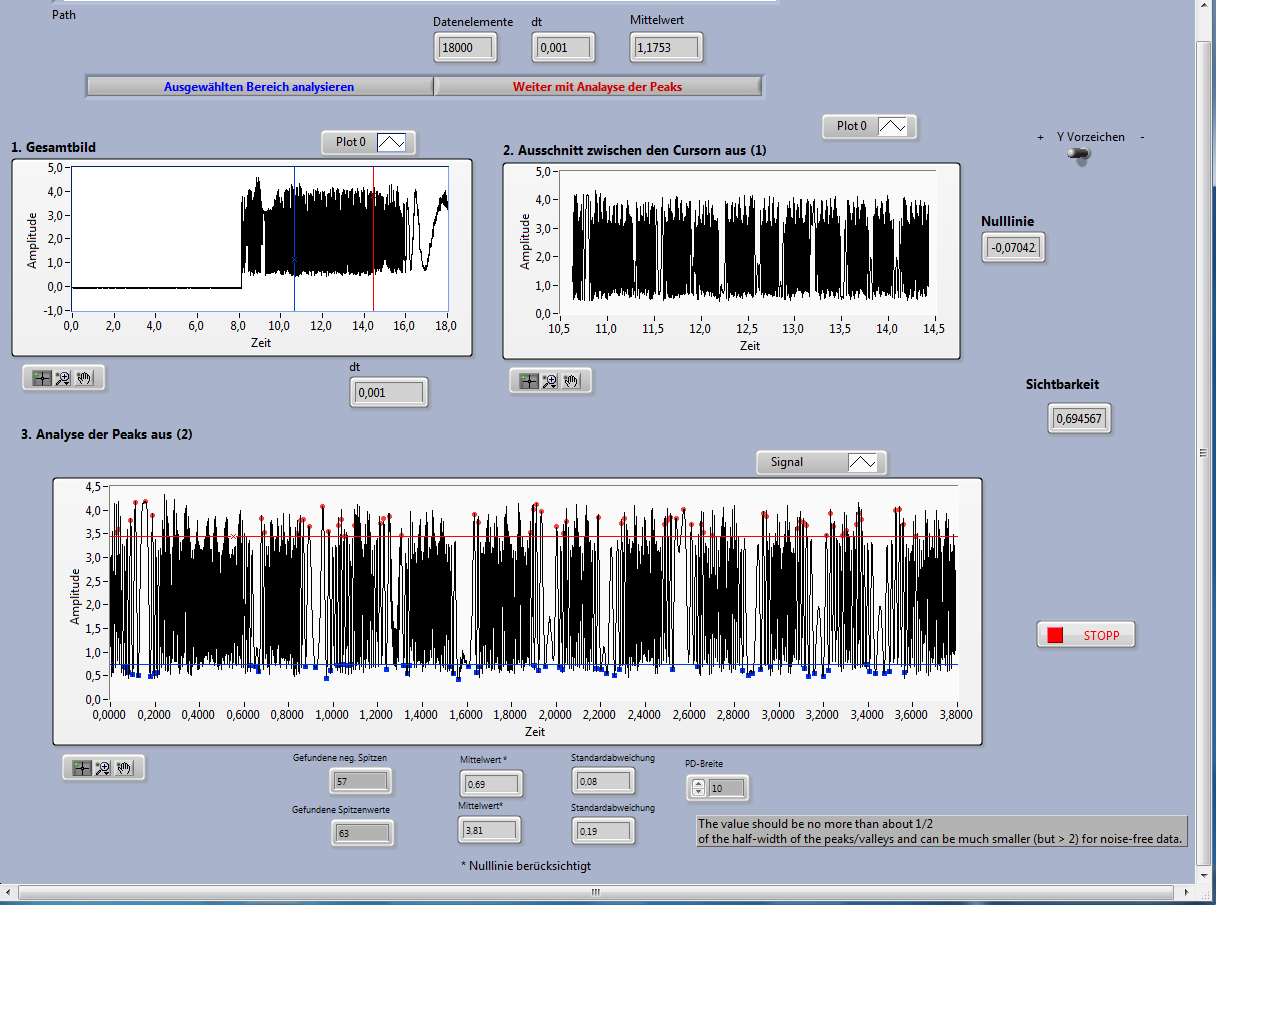 Path
Datenelemente dt Mittelwert
18000 0,001 1,1753
Ausgewählten Bereich analysieren Weiter mit Analayse der Peaks
Plot 0
Plot 0
+ Y Vorzeichen -
1. Gesamtbild
2. Ausschnitt zwischen den Cursorn aus (1)
5,0
4,0
3,0
2,0
1,0
0,0
-1,0
Amplitude
0,0 2,0 4,0 6,0 8,0 10,0 12,0 14,0 16,0 18,0
Zeit
5,0
4,0
3,0
2,0
1,0
0,0
Amplitude
10,5 11,0 11,5 12,0 12,5 13,0 13,5 14,0 14,5
Zeit
Nulllinie
-0,07042
dt
0,001
Sichtbarkeit
0,694567
3. Analyse der Peaks aus (2)
Signal
4,5
4,0
3,5
3,0
2,5
2,0
1,5
1,0
0,5
0,0
Amplitude
0,0000 0,2000 0,4000 0,6000 0,8000 1,0000 1,2000 1,4000 1,6000 1,8000 2,0000 2,2000 2,4000 2,6000 2,8000 3,0000 3,2000 3,4000 3,6000 3,8000
Zeit
STOPP
Gefundene neg. Spitzen Mittelwert * Standardabweichung PD-Breite
57 0,69 0,08 10
Gefundene Spitzenwerte Mittelwert* Standardabweichung
63 3,81 0,19
The value should be no more than about 1/2
of the half-width of the peaks/valleys and can be much smaller (but > 2) for noise-free data.
* Nulllinie berücksichtigt